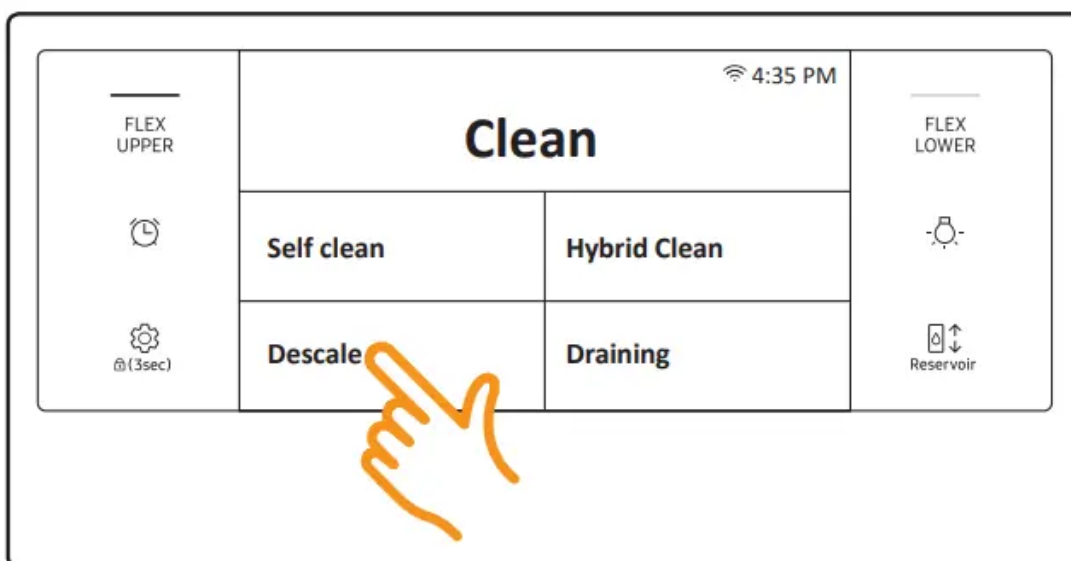 4:35 PM
FLEX
UPPER
Clean
FLEX
LOWER
Self clean
Hybrid Clean
(3sec)
Descale
Draining
Reservoir